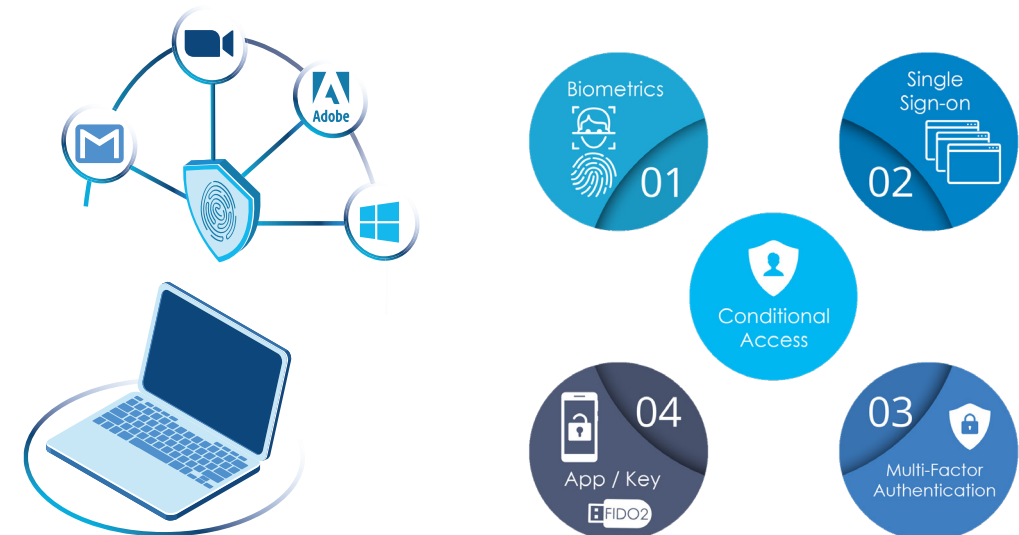 Adobe
Biometrics
01
Single
Sign-on
02
Conditional
Access
04
App / Key
FIDO2
03
Multi-Factor
Authentication